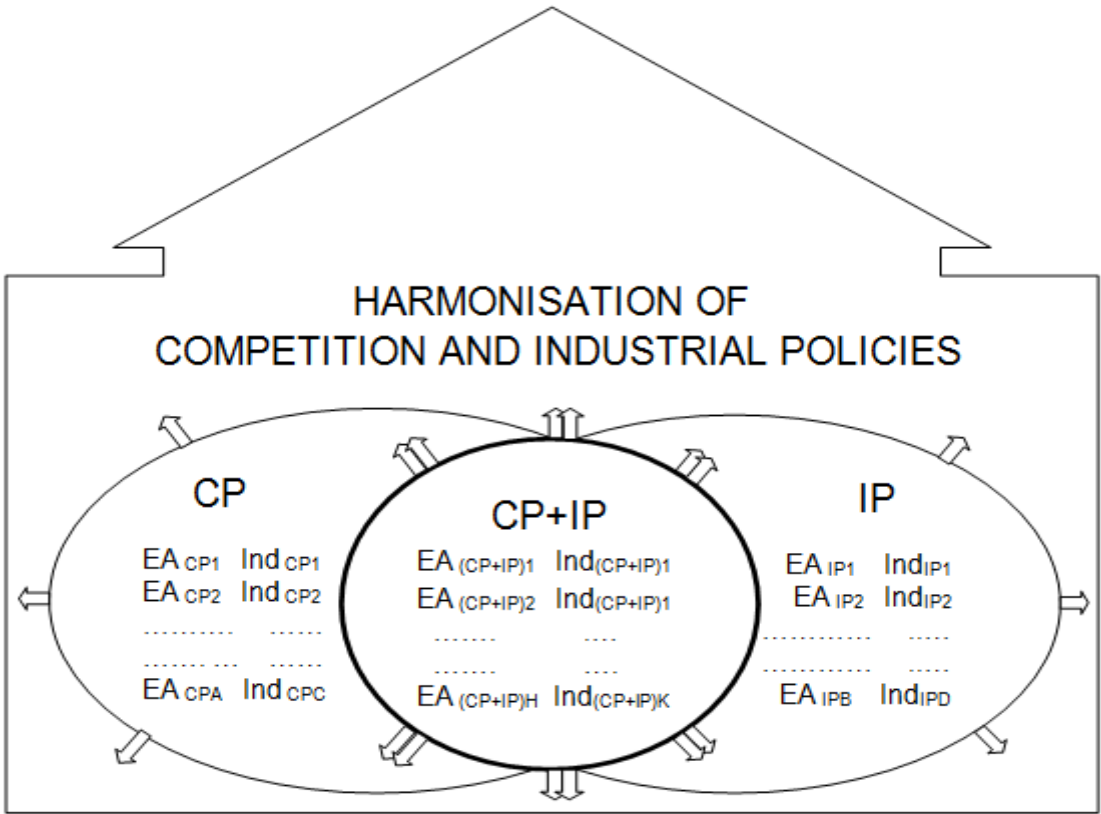 HARMONISATION OF
COMPETITION AND INDUSTRIAL POLICIES
CP
EA CP1 Ind CP1
EA CP2 Ind CP2
.......... ......
....... ... ......
EA CPA Ind CPC
CP+IP
EA (CP+IP)1 Ind(CP+IP)1
EA (CP+IP)2 Ind(CP+IP)1
....... ....
....... ....
EA (CP+IP)H Ind(CP+IP)K
IP
EA IP1 IndIP1
EA IP2 IndIP2
............ .....
............ .....
EA IPB IndIPD